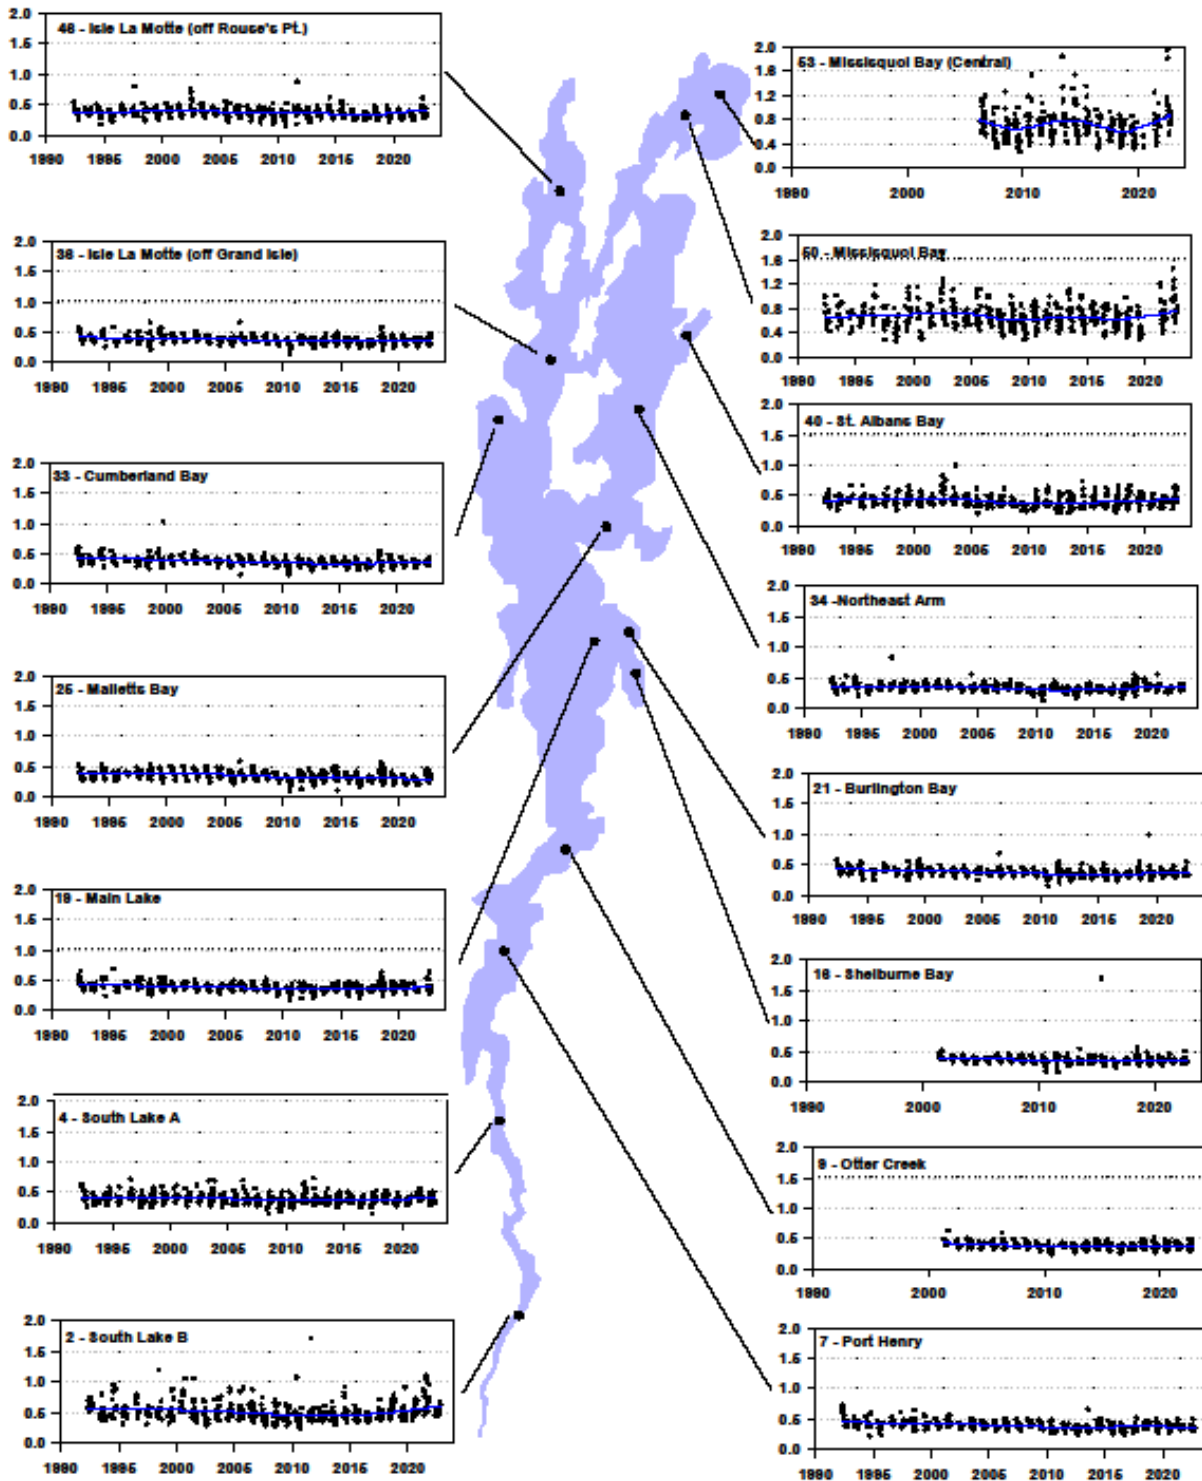 46 - Isle La Motte (off Rouse's Pt.)
2.0
1.5
1.0
0.5
0.0
1990 1995 2000 2005 2010 2015 2020
53 - Missisquoi Bay (Central)
2.0
1.6
1.2
0.8
0.4
0.0
1990 2000 2010 2020
36 - Isle La Motte (off Grand Isle)
2.0
1.5
1.0
0.5
0.0
1990 1995 2000 2005 2010 2015 2020
50 - Missisquoi Bay
2.0
1.6
1.2
0.8
0.4
0.0
1990 1995 2000 2005 2010 2015 2020
33 - Cumberland Bay
2.0
1.5
1.0
0.5
0.0
1990 1995 2000 2005 2010 2015 2020
40 - St. Albans Bay
2.0
1.5
1.0
0.5
0.0
1990 1995 2000 2005 2010 2015 2020
25 - Malletts Bay
2.0
1.5
1.0
0.5
0.0
1990 1995 2000 2005 2010 2015 2020
34 -Northeast Arm
2.0
1.5
1.0
0.5
0.0
1990 1995 2000 2005 2010 2015 2020
19 - Main Lake
2.0
1.5
1.0
0.5
0.0
1990 1995 2000 2005 2010 2015 2020
21 - Burlington Bay
2.0
1.5
1.0
0.5
0.0
1990 1995 2000 2005 2010 2015 2020
16 - Shelburne Bay
2.0
1.5
1.0
0.5
0.0
1990 2000 2010 2020
4 - South Lake A
2.0
1.5
1.0
0.5
0.0
1990 1995 2000 2005 2010 2015 2020
9 - Otter Creek
2.0
1.5
1.0
0.5
0.0
1990 2000 2010 2020
2 - South Lake B
2.0
1.5
1.0
0.5
0.0
1990 1995 2000 2005 2010 2015 2020
7 - Port Henry
2.0
1.5
1.0
0.5
0.0
1990 1995 2000 2005 2010 2015 2020